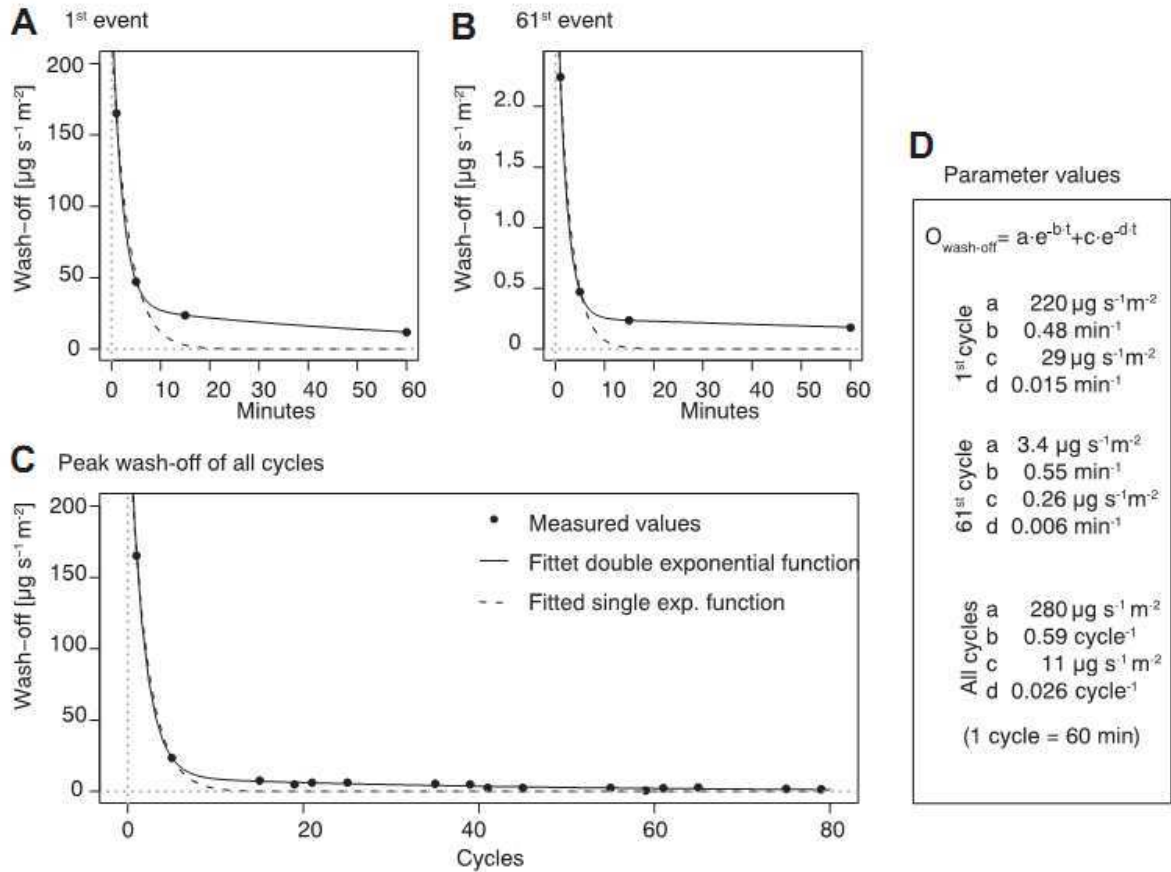 A 1st event
Wash-off [µg s⁻¹ m⁻²]
200
150
100
50
0
0 10 20 30 40 50 60
Minutes
B 61st event
Wash-off [µg s⁻¹ m⁻²]
2.0
1.5
1.0
0.5
0
0 10 20 30 40 50 60
Minutes
C Peak wash-off of all cycles
Wash-off [µg s⁻¹ m⁻²]
200
150
100
50
0
Measured values
Fittet double exponential function
Fitted single exp. function
0 20 40 60 80
Cycles
D
Parameter values
O wash-off = a·e^-b·t+c·e^-d·t
1st cycle
a 220 µg s⁻¹m⁻²
b 0.48 min⁻¹
c 29 µg s⁻¹m⁻²
d 0.015 min⁻¹
61st cycle
a 3.4 µg s⁻¹m⁻²
b 0.55 min⁻¹
c 0.26 µg s⁻¹m⁻²
d 0.006 min⁻¹
All cycles
a 280 µg s⁻¹ m⁻²
b 0.59 cycle⁻¹
c 11 µg s⁻¹ m⁻²
d 0.026 cycle⁻¹
(1 cycle = 60 min)